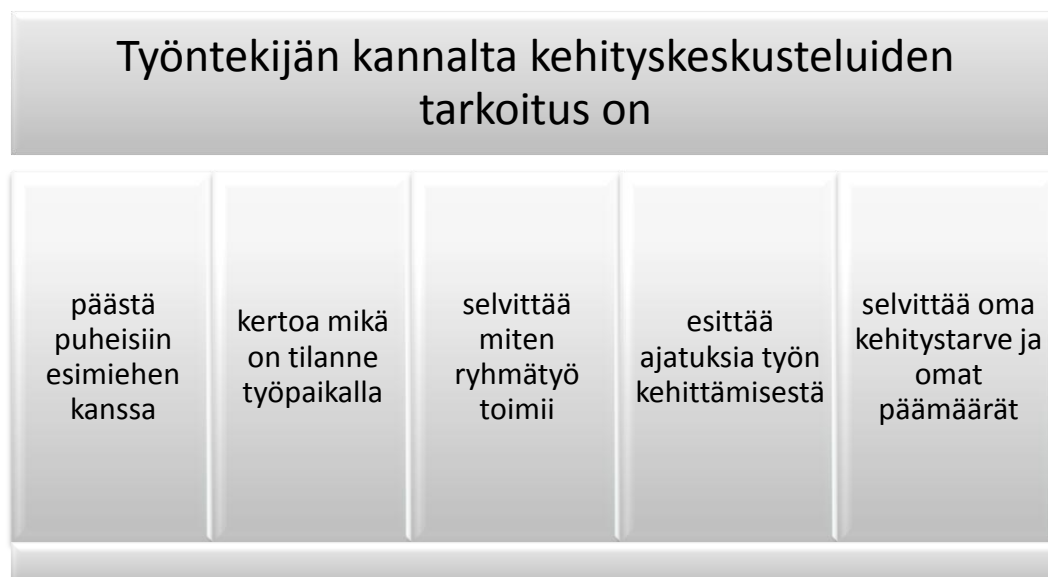 Työntekijän kannalta kehityskeskusteluiden
tarkoitus on
päästä
puheisiin
esimiehen
kanssa
kertoa mikä
on tilanne
työpaikalla
selvittää
miten
ryhmätyö
toimii
esittää
ajatuksia työn
kehittämisestä
selvittää oma
kehitystarve ja
omat
päämäärät